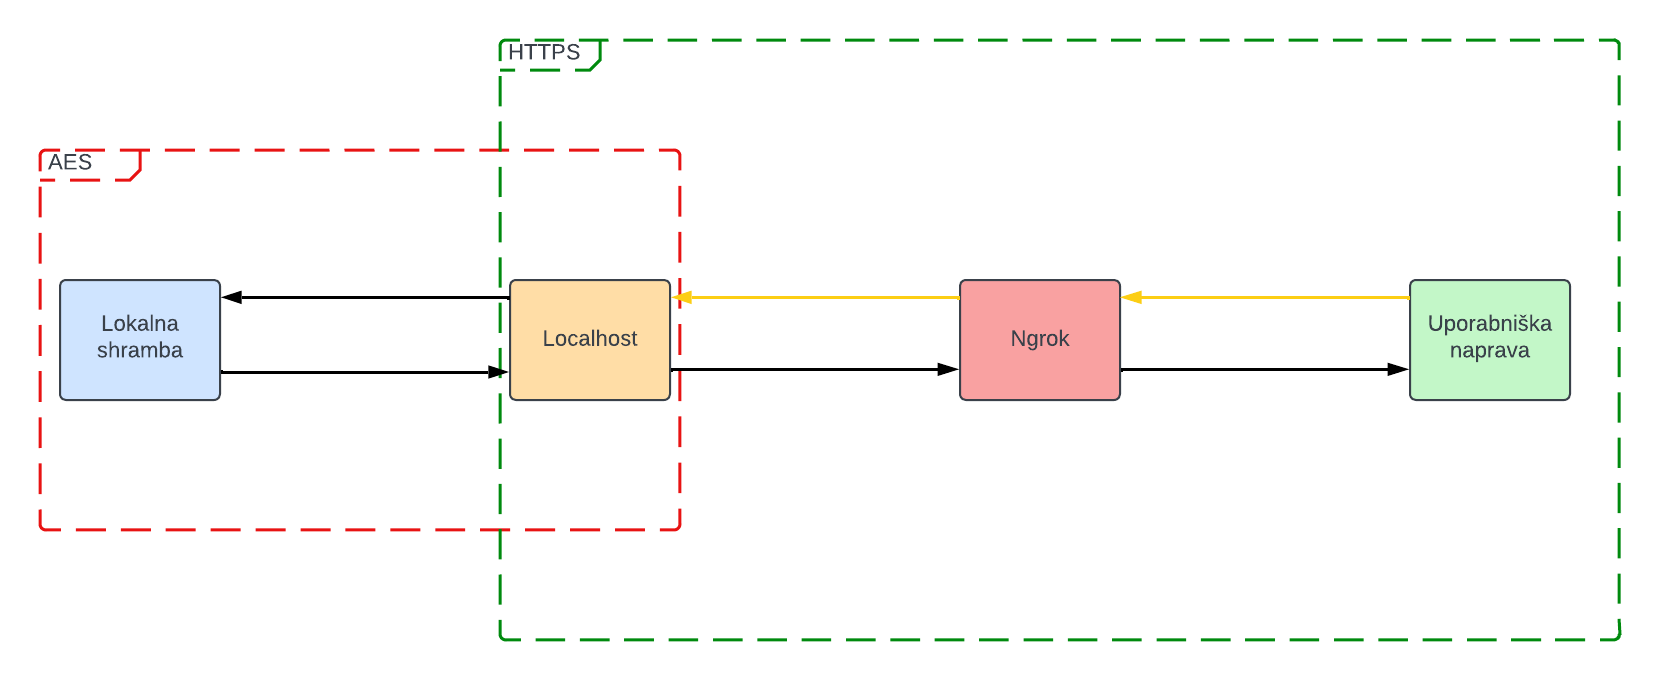 HTTPS
AES
Lokalna
shramba
Localhost
Ngrok
Uporabniška
naprava